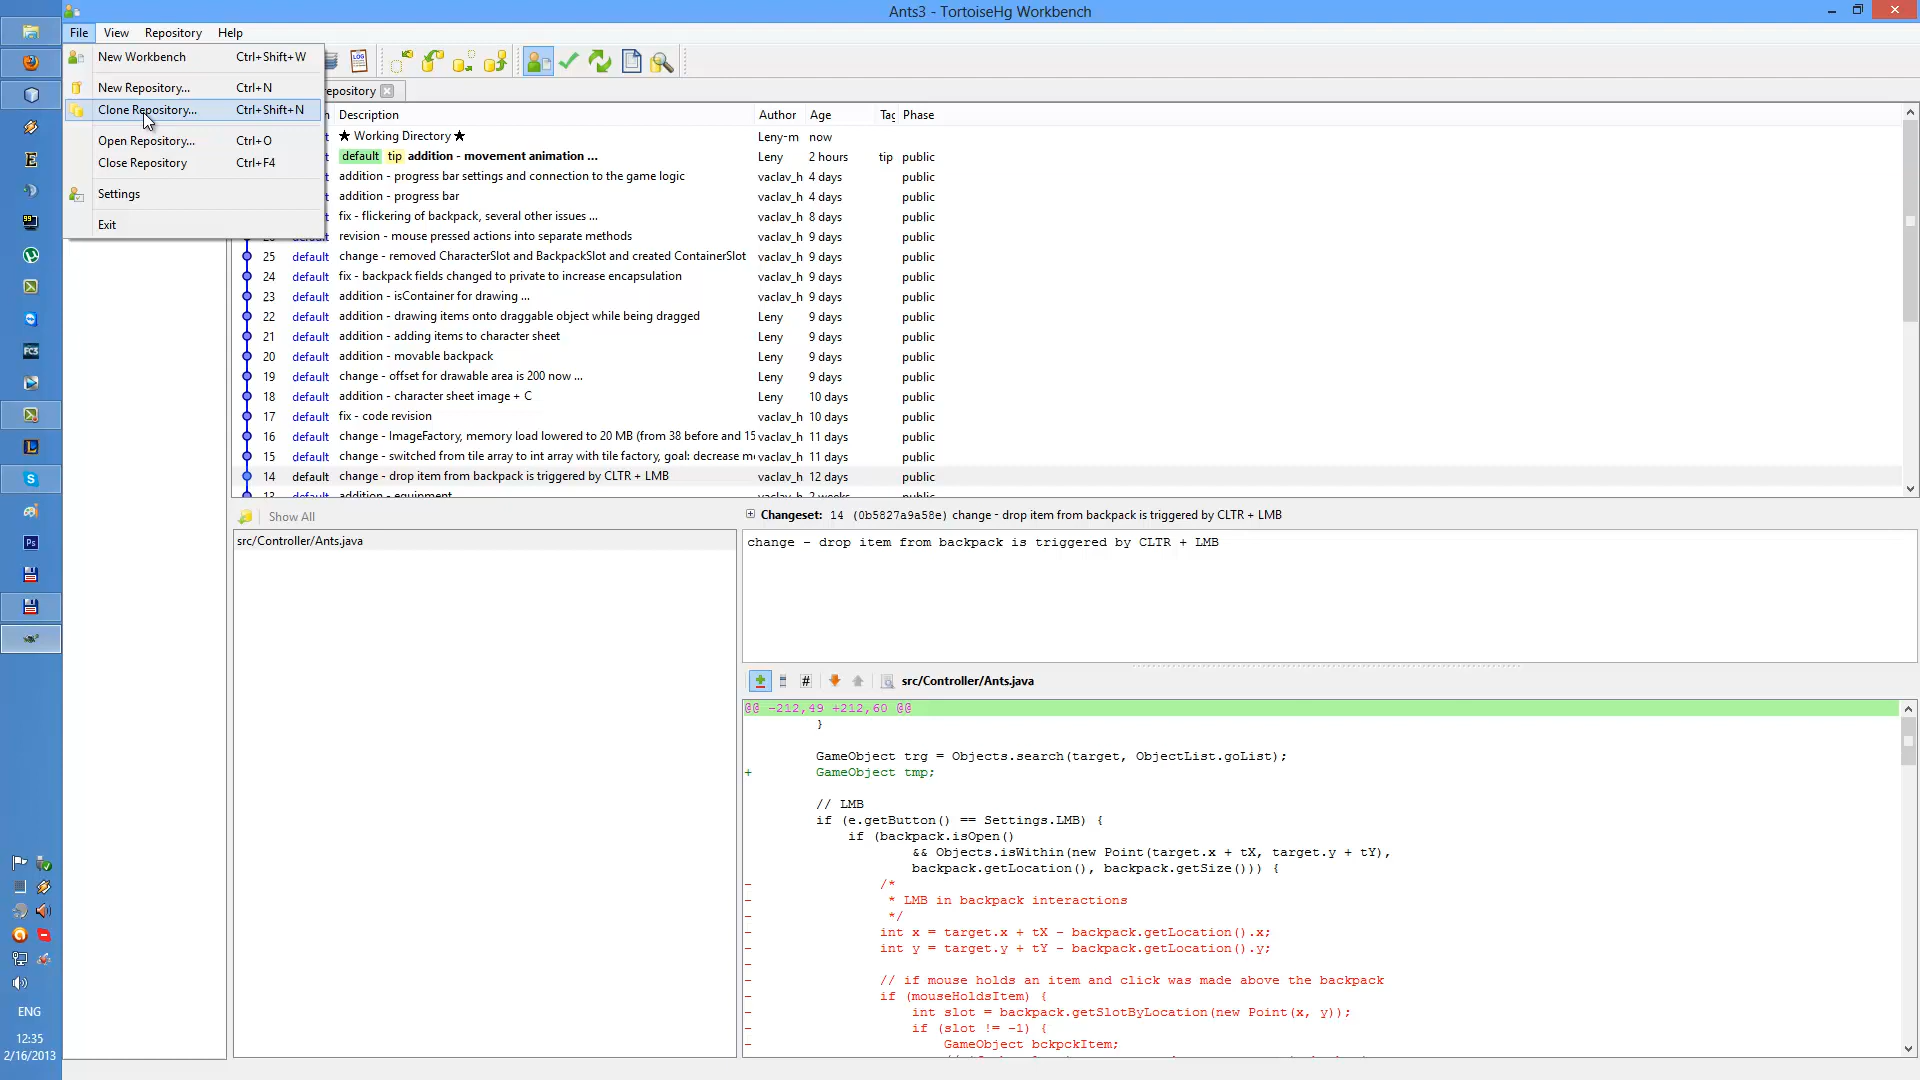 Ants3 - TortoiseHg Workbench
File View Repository Help
New Workbench Ctrl+Shift+W
New Repository... Ctrl+N
Clone Repository... Ctrl+Shift+N
Open Repository... Ctrl+O
Close Repository Ctrl+F4
Settings
Exit
LOG
epository
Description Author Age Tag Phase
★ Working Directory ★ Leny-m now
default tip addition - movement animation ... Leny 2 hours tip public
addition - progress bar settings and connection to the game logic vaclav_h 4 days public
addition - progress bar vaclav_h 4 days public
fix - flickering of backpack, several other issues ... vaclav_h 8 days public
revision - mouse pressed actions into separate methods vaclav_h 9 days public
25 default change - removed CharacterSlot and BackpackSlot and created ContainerSlot vaclav_h 9 days public
24 default fix - backpack fields changed to private to increase encapsulation vaclav_h 9 days public
23 default addition - isContainer for drawing ... vaclav_h 9 days public
22 default addition - drawing items onto draggable object while being dragged Leny 9 days public
21 default addition - adding items to character sheet Leny 9 days public
20 default addition - movable backpack Leny 9 days public
19 default change - offset for drawable area is 200 now ... Leny 9 days public
18 default addition - character sheet image + C Leny 10 days public
17 default fix - code revision vaclav_h 10 days public
16 default change - ImageFactory, memory load lowered to 20 MB (from 38 before and 15 vaclav_h 11 days public
15 default change - switched from tile array to int array with tile factory, goal: decrease me vaclav_h 11 days public
14 default change - drop item from backpack is triggered by CLTR + LMB vaclav_h 12 days public
13 default addition - equipment vaclav_h 2 weeks public
Show All
src/Controller/Ants.java
Changeset: 14 (0b5827a9a58e) change - drop item from backpack is triggered by CLTR + LMB
change - drop item from backpack is triggered by CLTR + LMB
# src/Controller/Ants.java
@@ -212,49 +212,60 @@
}
GameObject trg = Objects.search(target, ObjectList.goList);
+ GameObject tmp;
// LMB
if (e.getButton() == Settings.LMB) {
if (backpack.isOpen()
&& Objects.isWithin(new Point(target.x + tX, target.y + tY),
backpack.getLocation(), backpack.getSize())) {
- /*
- * LMB in backpack interactions
- */
- int x = target.x + tX - backpack.getLocation().x;
- int y = target.y + tY - backpack.getLocation().y;
-
- // if mouse holds an item and click was made above the backpack
- if (mouseHoldsItem) {
- int slot = backpack.getSlotByLocation(new Point(x, y));
- if (slot != -1) {
- GameObject bckpckItem;
FC3
Ps
ENG
12:35
2/16/2013